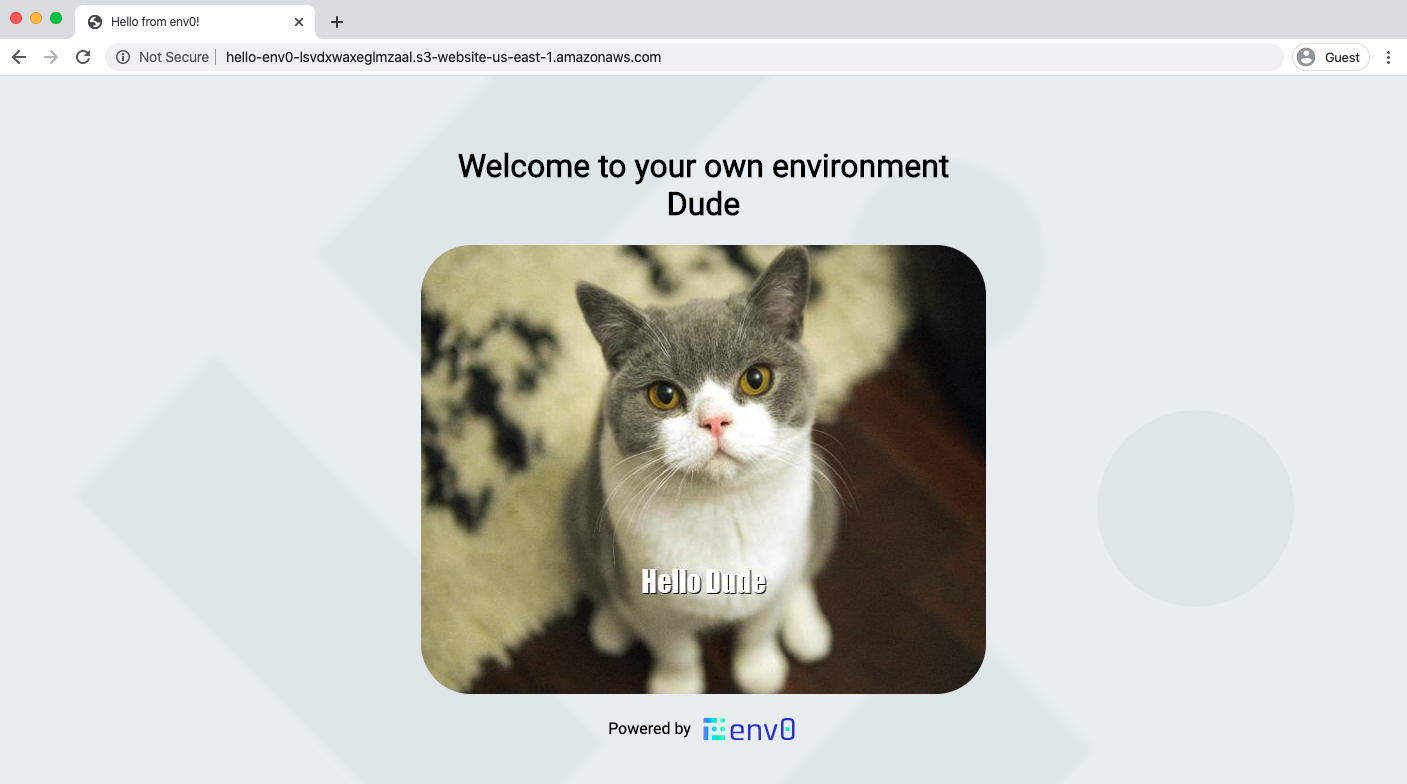 Hello from env0!
Not Secure
hello-env0-lsvdxwaxeglmzaal.s3-website-us-east-1.amazonaws.com
Guest
Welcome to your own environment
Dude
Hello Dude
Powered by env0